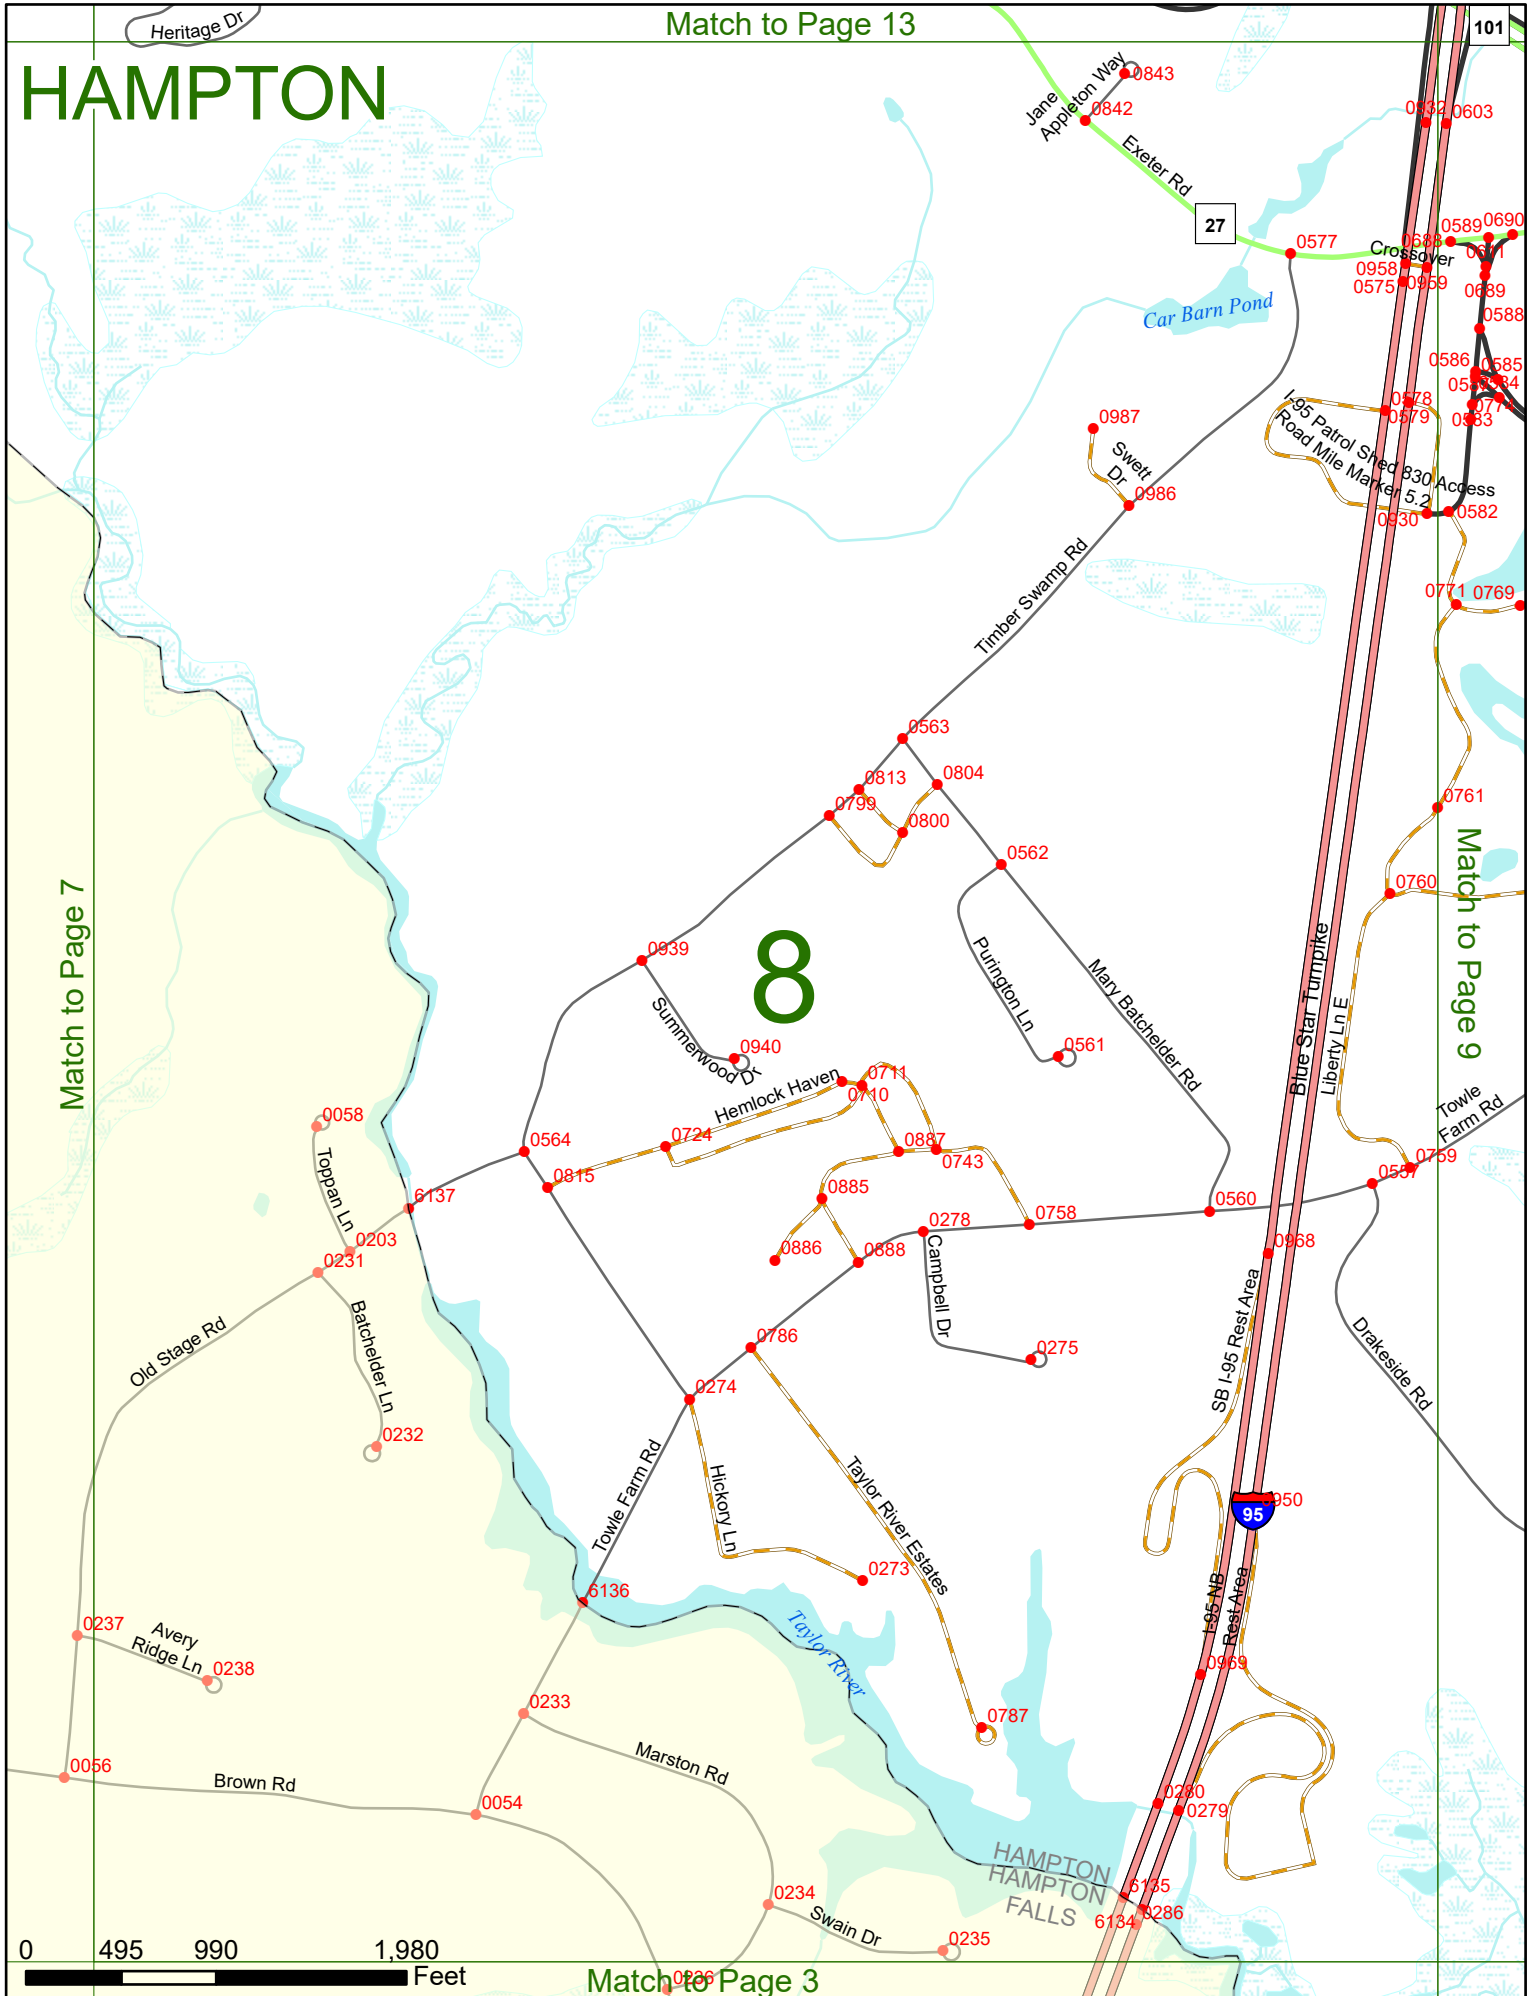 Heritage Dr
Match to Page 13
101
HAMPTON
Jane
Appleton Way
0843
0842
0932
0603
Exeter Rd
27
0577
0688
0589
0690
Crossover
0958
0959
0575
0689
0588
0586
0585
0578
0579
0583
0987
Swett
Dr
0986
I-95 Patrol Shed 830 Access
Road Mile Marker 5.2
0930
0582
Car Barn Pond
Timber Swamp Rd
0771
0769
0563
0813
0804
0799
0800
0761
0562
0760
Match to Page 7
Match to Page 9
0939
8
Purington Ln
Mary Batchelder Rd
Blue Star Turnpike
Liberty Ln E
Summerwood Dr
0940
0561
Hemlock Haven
0711
0710
Towle
Farm Rd
0058
0724
0564
0887
0743
0759
0557
Toppan Ln
0815
6137
0885
0560
0278
0758
0203
0231
0886
0888
0968
Campbell Dr
Old Stage Rd
Batchelder Ln
0786
0275
SB I-95 Rest Area
Drakeside Rd
0274
0232
Towle Farm Rd
Hickory Ln
Taylor River Estates
0950
95
0273
6136
I-95 NB
Rest Area
0237
Avery
Ridge Ln
0238
Taylor River
0969
0233
0787
Marston Rd
0056
Brown Rd
0054
0280
0279
HAMPTON
HAMPTON
FALLS
6135
0286
6134
0234
Swain Dr
0235
0 495 990 1,980
Feet
0236
Match to Page 3